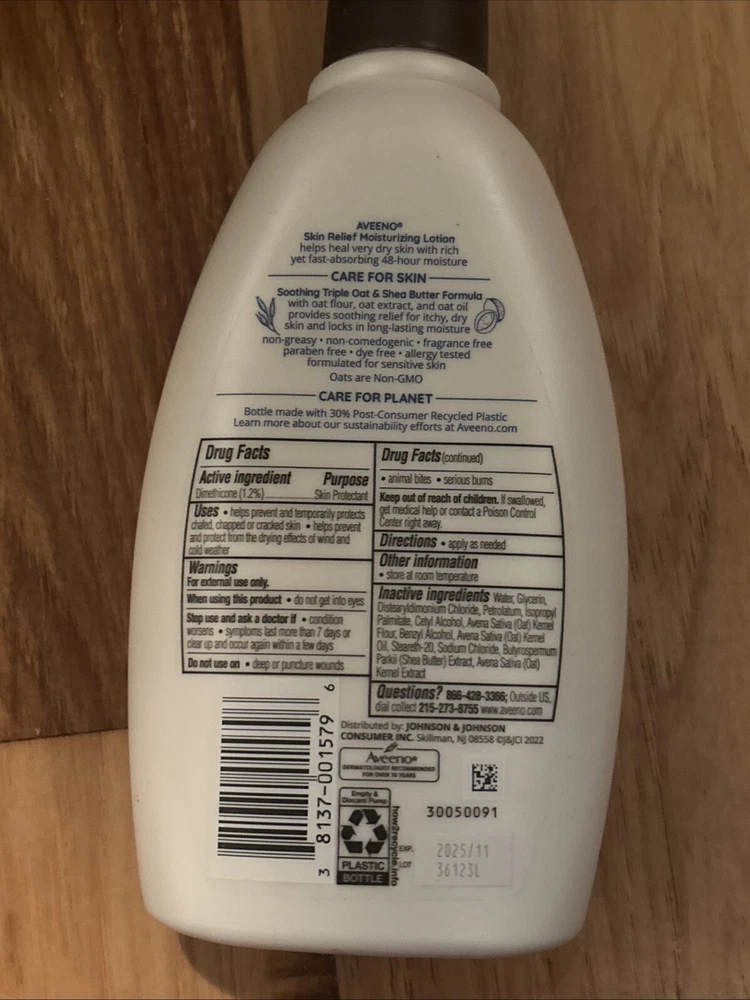 AVEENO®
Skin Relief Moisturizing Lotion
helps heal very dry skin with rich
yet fast-absorbing 48-hour moisture
CARE FOR SKIN
Soothing Triple Oat & Shea Butter Formula
with oat flour, oat extract, and oat oil
provides soothing relief for itchy, dry
skin and locks in long-lasting moisture
non-greasy • non-comedogenic • fragrance free
paraben free • dye free • allergy tested
formulated for sensitive skin
Oats are Non-GMO
CARE FOR PLANET
Bottle made with 30% Post-Consumer Recycled Plastic
Learn more about our sustainability efforts at Aveeno.com
Drug Facts
Active ingredient Purpose
Dimethicone (1.2%) Skin Protectant
Uses • helps prevent and temporarily protects
chafed, chapped or cracked skin • helps prevent
and protect from the drying effects of wind and
cold weather
Warnings
For external use only.
When using this product • do not get into eyes
Stop use and ask a doctor if • condition
worsens • symptoms last more than 7 days or
clear up and occur again within a few days
Do not use on • deep or puncture wounds
Drug Facts (continued)
• animal bites • serious burns
Keep out of reach of children. If swallowed,
get medical help or contact a Poison Control
Center right away.
Directions • apply as needed
Other information
• store at room temperature
Inactive ingredients Water, Glycerin,
Distearyldimonium Chloride, Petrolatum, Isopropyl
Palmitate, Cetyl Alcohol, Avena Sativa (Oat) Kernel
Flour, Benzyl Alcohol, Avena Sativa (Oat) Kernel
Oil, Steareth-20, Sodium Chloride, Butyrospermum
Parkii (Shea Butter) Extract, Avena Sativa (Oat)
Kernel Extract
Questions? 866-428-3366; Outside US,
dial collect 215-273-8755 www.aveeno.com
3 8137-001579 6
Distributed by: JOHNSON & JOHNSON
CONSUMER INC. Skillman, NJ 08558 ©J&JCI 2022
Aveeno®
DERMATOLOGIST RECOMMENDED
FOR OVER 70 YEARS
Empty &
Discard Pump
PLASTIC
BOTTLE
how2recycle.info
30050091
EXP. 2025/11
LOT 36123L